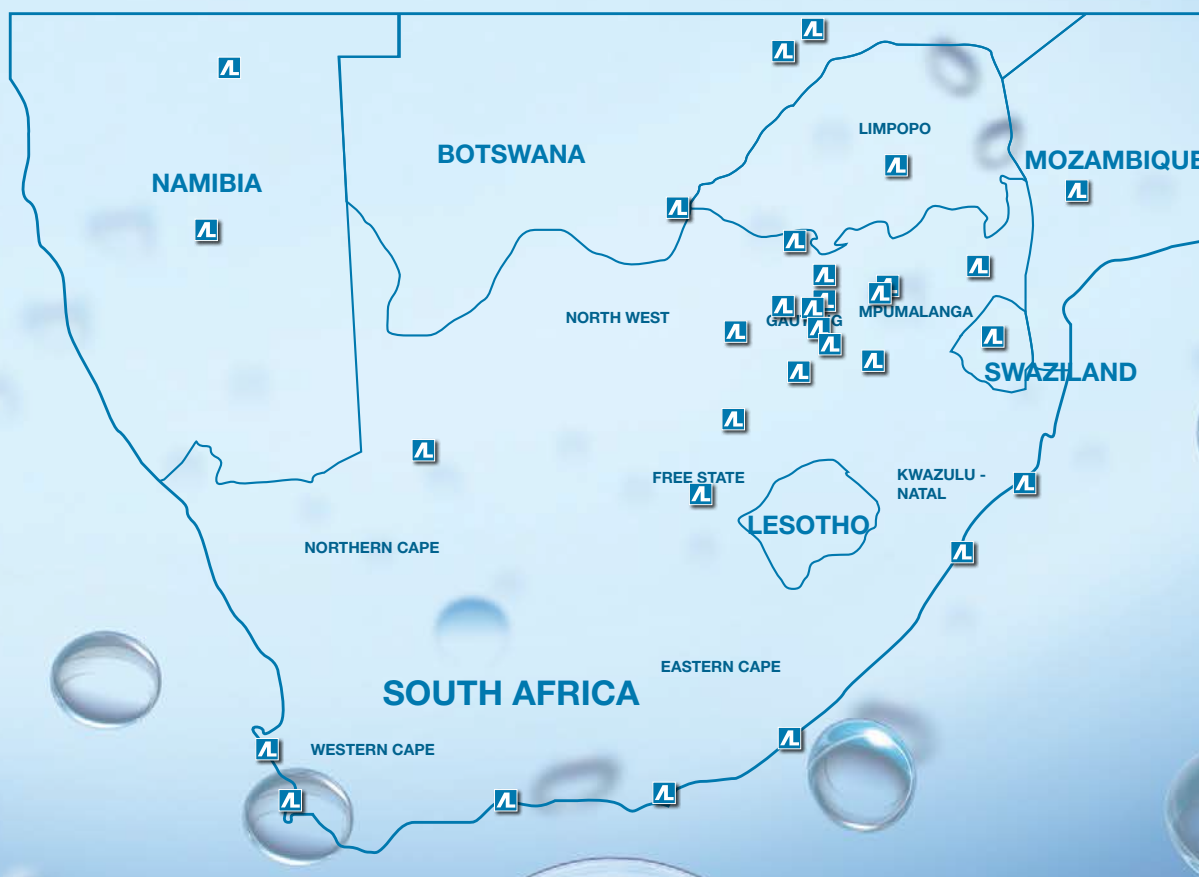 LIMPOPO
BOTSWANA
MOZAMBIQUE
NAMIBIA
NORTH WEST
MPUMALANGA
SWAZILAND
FREE STATE
KWAZULU -
NATAL
LESOTHO
NORTHERN CAPE
EASTERN CAPE
SOUTH AFRICA
WESTERN CAPE